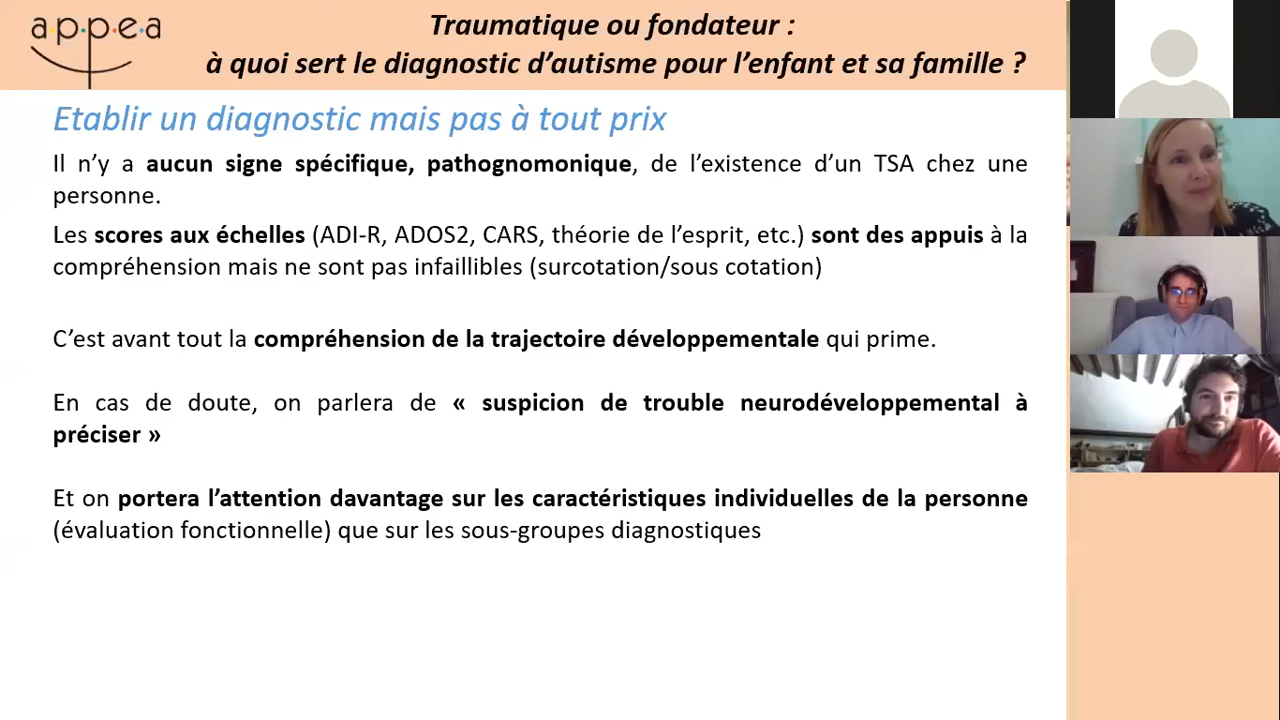 a·p·p·e·a
Traumatique ou fondateur :
à quoi sert le diagnostic d’autisme pour l’enfant et sa famille ?
Etablir un diagnostic mais pas à tout prix
Il n’y a aucun signe spécifique, pathognomonique, de l’existence d’un TSA chez une
personne.
Les scores aux échelles (ADI-R, ADOS2, CARS, théorie de l’esprit, etc.) sont des appuis à la
compréhension mais ne sont pas infaillibles (surcotation/sous cotation)
C’est avant tout la compréhension de la trajectoire développementale qui prime.
En cas de doute, on parlera de « suspicion de trouble neurodéveloppemental à
préciser »
Et on portera l’attention davantage sur les caractéristiques individuelles de la personne
(évaluation fonctionnelle) que sur les sous-groupes diagnostiques